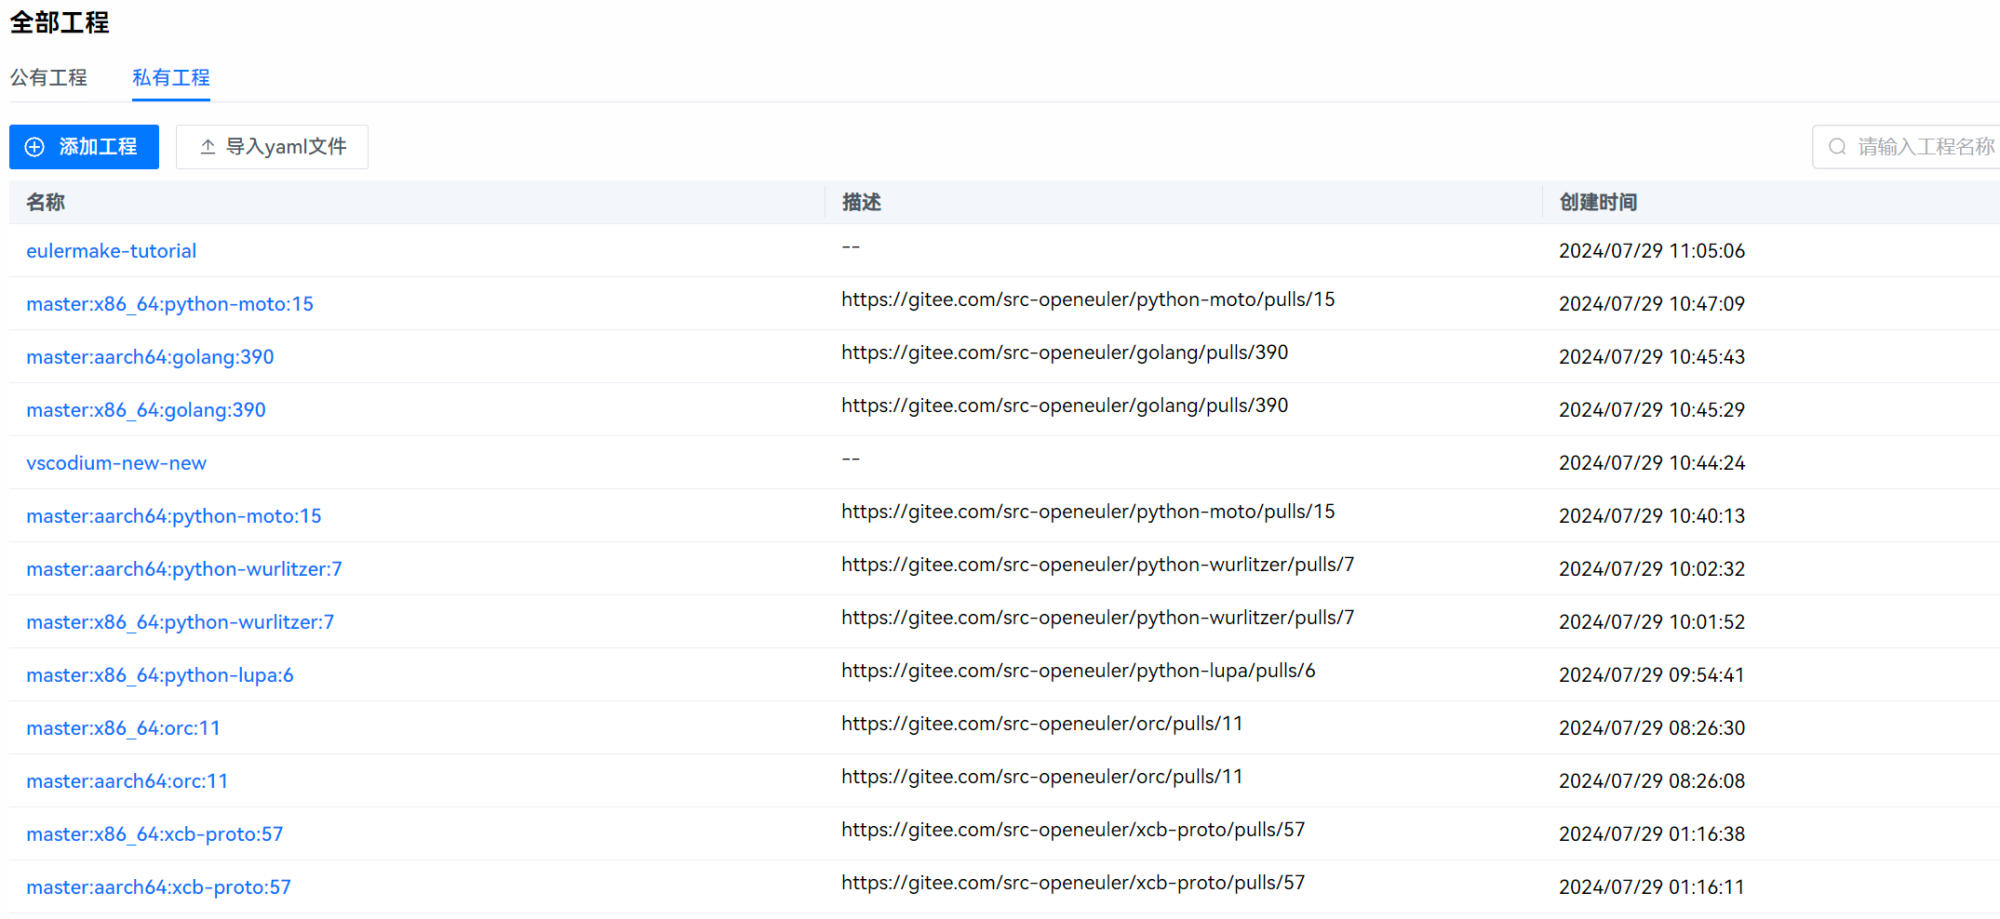 全部工程
公有工程 私有工程
添加工程 导入yaml文件 请输入工程名称
名称 描述 创建时间
eulermake-tutorial -- 2024/07/29 11:05:06
master:x86_64:python-moto:15 https://gitee.com/src-openeuler/python-moto/pulls/15 2024/07/29 10:47:09
master:aarch64:golang:390 https://gitee.com/src-openeuler/golang/pulls/390 2024/07/29 10:45:43
master:x86_64:golang:390 https://gitee.com/src-openeuler/golang/pulls/390 2024/07/29 10:45:29
vscodium-new-new -- 2024/07/29 10:44:24
master:aarch64:python-moto:15 https://gitee.com/src-openeuler/python-moto/pulls/15 2024/07/29 10:40:13
master:aarch64:python-wurlitzer:7 https://gitee.com/src-openeuler/python-wurlitzer/pulls/7 2024/07/29 10:02:32
master:x86_64:python-wurlitzer:7 https://gitee.com/src-openeuler/python-wurlitzer/pulls/7 2024/07/29 10:01:52
master:x86_64:python-lupa:6 https://gitee.com/src-openeuler/python-lupa/pulls/6 2024/07/29 09:54:41
master:x86_64:orc:11 https://gitee.com/src-openeuler/orc/pulls/11 2024/07/29 08:26:30
master:aarch64:orc:11 https://gitee.com/src-openeuler/orc/pulls/11 2024/07/29 08:26:08
master:x86_64:xcb-proto:57 https://gitee.com/src-openeuler/xcb-proto/pulls/57 2024/07/29 01:16:38
master:aarch64:xcb-proto:57 https://gitee.com/src-openeuler/xcb-proto/pulls/57 2024/07/29 01:16:11